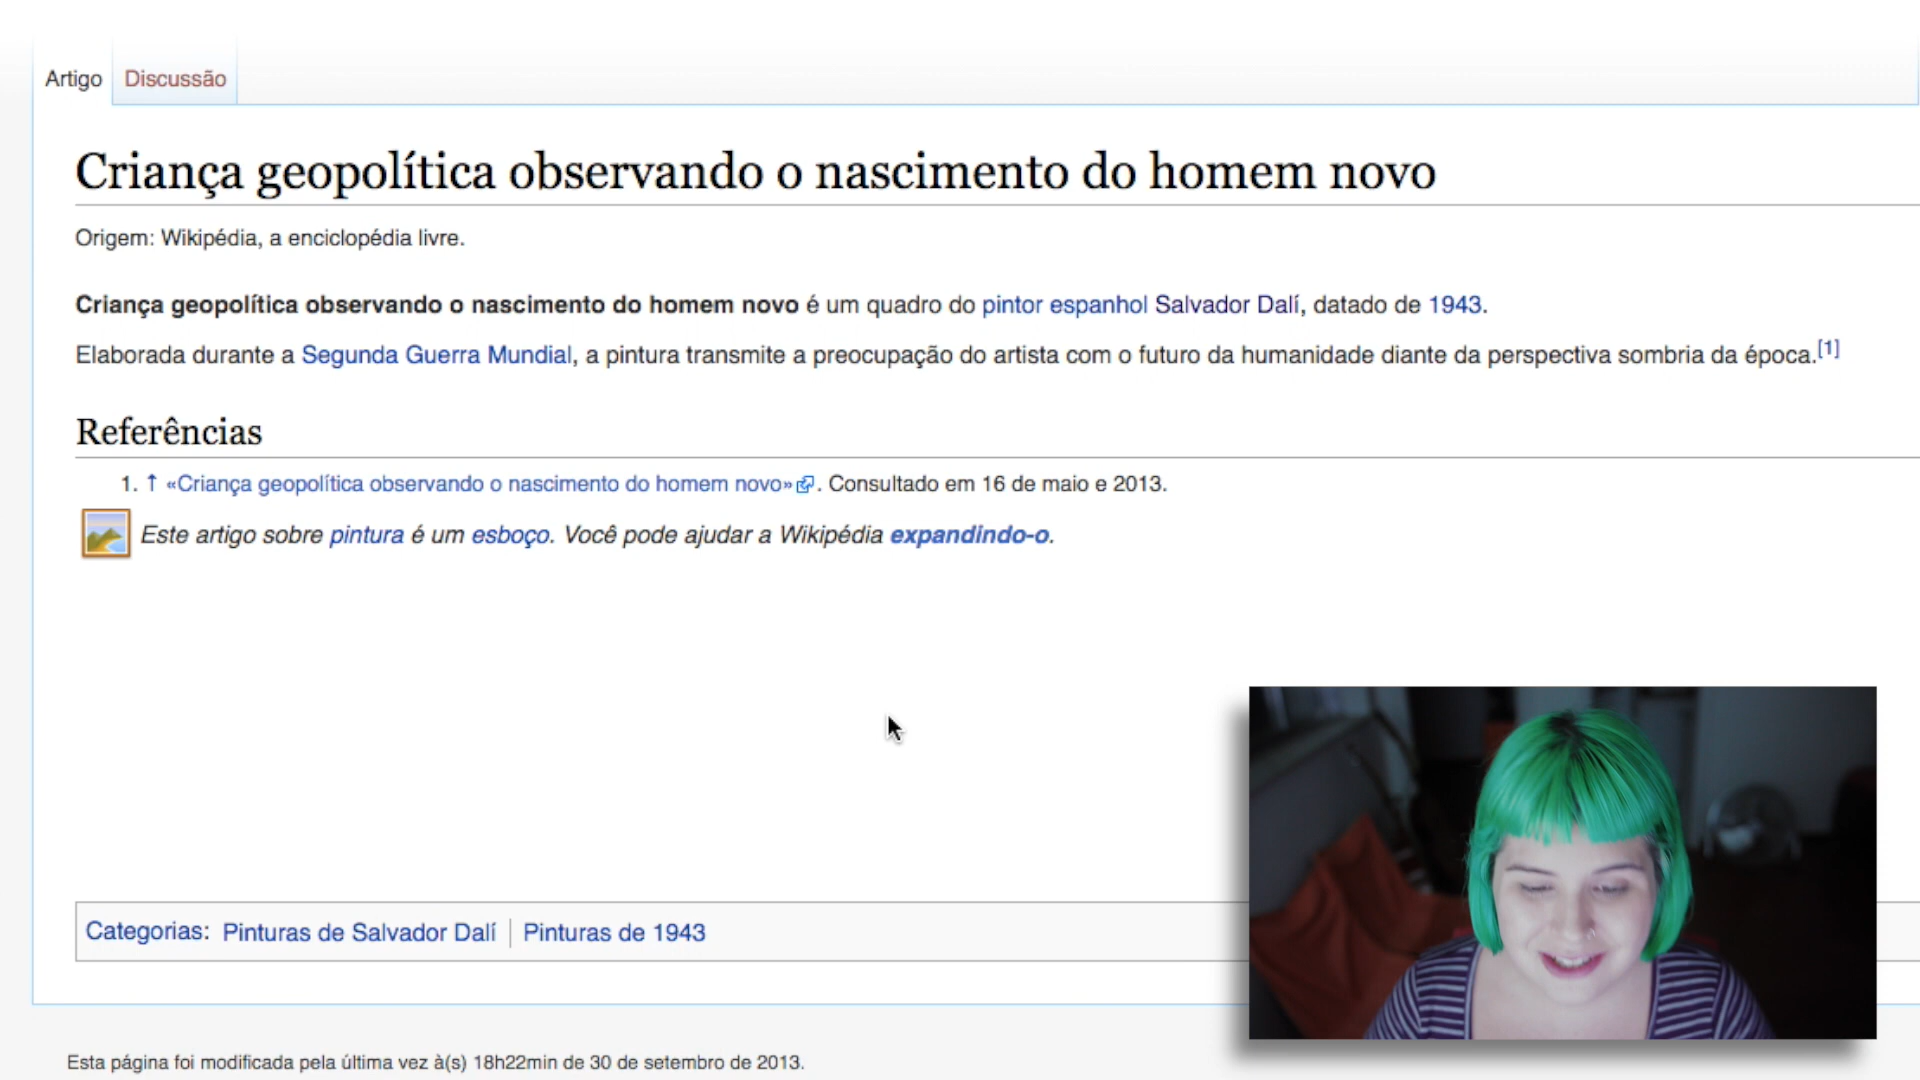 Artigo
Discussão
Criança geopolítica observando o nascimento do homem novo
Origem: Wikipédia, a enciclopédia livre.
Criança geopolítica observando o nascimento do homem novo é um quadro do pintor espanhol Salvador Dalí, datado de 1943.
Elaborada durante a Segunda Guerra Mundial, a pintura transmite a preocupação do artista com o futuro da humanidade diante da perspectiva sombria da época.[1]
Referências
1. ↑ «Criança geopolítica observando o nascimento do homem novo». Consultado em 16 de maio e 2013.
Este artigo sobre pintura é um esboço. Você pode ajudar a Wikipédia expandindo-o.
Categorias: Pinturas de Salvador Dalí | Pinturas de 1943
Esta página foi modificada pela última vez à(s) 18h22min de 30 de setembro de 2013.